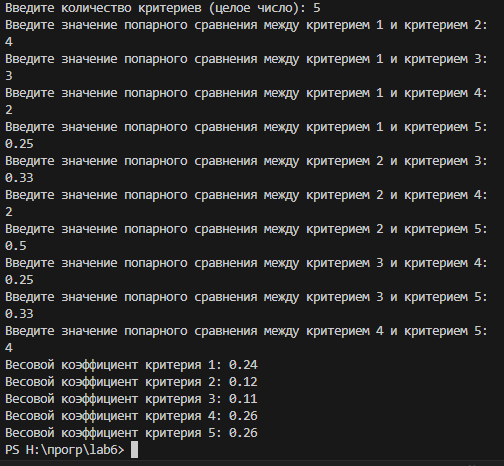 Введите количество критериев (целое число): 5
Введите значение попарного сравнения между критерием 1 и критерием 2:
4
Введите значение попарного сравнения между критерием 1 и критерием 3:
3
Введите значение попарного сравнения между критерием 1 и критерием 4:
2
Введите значение попарного сравнения между критерием 1 и критерием 5:
0.25
Введите значение попарного сравнения между критерием 2 и критерием 3:
0.33
Введите значение попарного сравнения между критерием 2 и критерием 4:
2
Введите значение попарного сравнения между критерием 2 и критерием 5:
0.5
Введите значение попарного сравнения между критерием 3 и критерием 4:
0.25
Введите значение попарного сравнения между критерием 3 и критерием 5:
0.33
Введите значение попарного сравнения между критерием 4 и критерием 5:
4
Весовой коэффициент критерия 1: 0.24
Весовой коэффициент критерия 2: 0.12
Весовой коэффициент критерия 3: 0.11
Весовой коэффициент критерия 4: 0.26
Весовой коэффициент критерия 5: 0.26
PS H:\прогр\lab6>